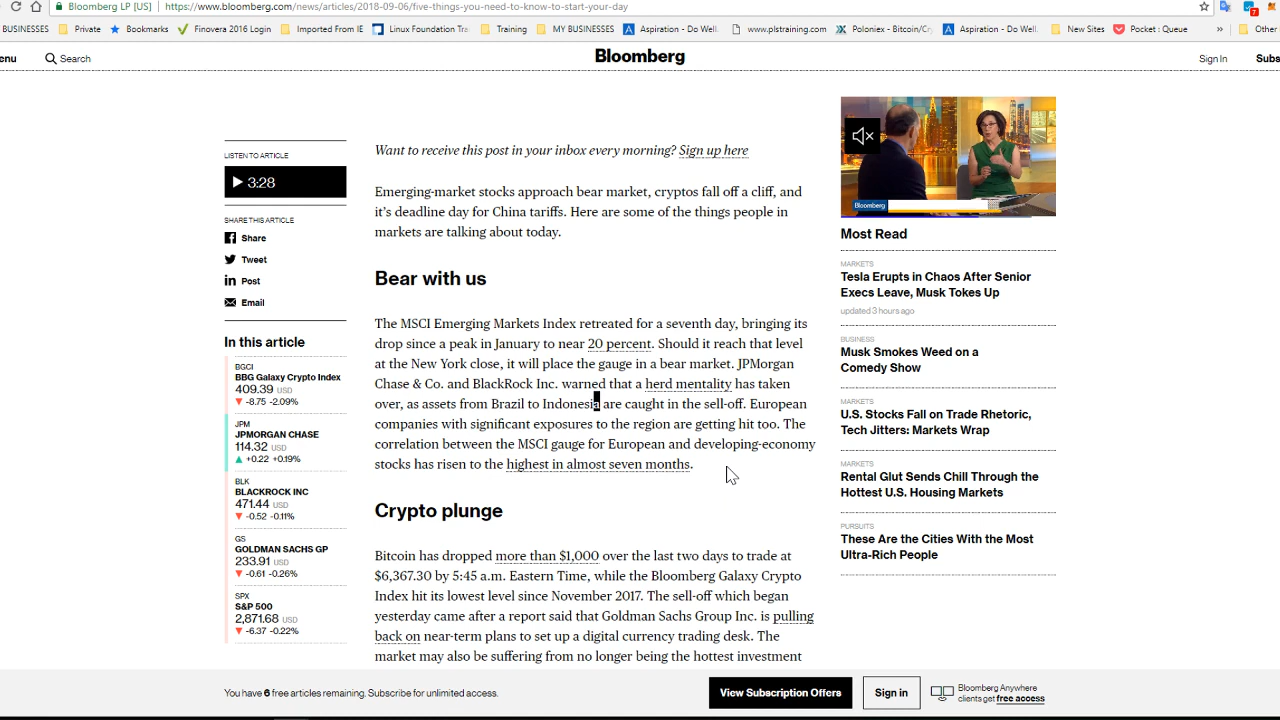 Bloomberg LP [US] https://www.bloomberg.com/news/articles/2018-09-06/five-things-you-need-to-know-to-start-your-day
BUSINESSES Private Bookmarks Finovera 2016 Login Imported From IE Linux Foundation Tra Training MY BUSINESSES Aspiration - Do Well. www.plstraining.com Poloniex - Bitcoin/Cr Aspiration - Do Well. New Sites Pocket : Queue » Other
enu Search Bloomberg Sign In Subs
LISTEN TO ARTICLE
3:28
SHARE THIS ARTICLE
Share
Tweet
Post
Email
In this article
BGCI
BBG Galaxy Crypto Index
409.39 USD
-8.75 -2.09%
JPM
JPMORGAN CHASE
114.32 USD
+0.22 +0.19%
BLK
BLACKROCK INC
471.44 USD
-0.52 -0.11%
GS
GOLDMAN SACHS GP
233.91 USD
-0.61 -0.26%
SPX
S&P 500
2,871.68 USD
-6.37 -0.22%
Want to receive this post in your inbox every morning? Sign up here
Emerging-market stocks approach bear market, cryptos fall off a cliff, and
it's deadline day for China tariffs. Here are some of the things people in
markets are talking about today.
Bear with us
The MSCI Emerging Markets Index retreated for a seventh day, bringing its
drop since a peak in January to near 20 percent. Should it reach that level
at the New York close, it will place the gauge in a bear market. JPMorgan
Chase & Co. and BlackRock Inc. warned that a herd mentality has taken
over, as assets from Brazil to Indonesia are caught in the sell-off. European
companies with significant exposures to the region are getting hit too. The
correlation between the MSCI gauge for European and developing-economy
stocks has risen to the highest in almost seven months.
Crypto plunge
Bitcoin has dropped more than $1,000 over the last two days to trade at
$6,367.30 by 5:45 a.m. Eastern Time, while the Bloomberg Galaxy Crypto
Index hit its lowest level since November 2017. The sell-off which began
yesterday came after a report said that Goldman Sachs Group Inc. is pulling
back on near-term plans to set up a digital currency trading desk. The
market may also be suffering from no longer being the hottest investment
Bloomberg
Most Read
MARKETS
Tesla Erupts in Chaos After Senior
Execs Leave, Musk Tokes Up
updated 3 hours ago
BUSINESS
Musk Smokes Weed on a
Comedy Show
MARKETS
U.S. Stocks Fall on Trade Rhetoric,
Tech Jitters: Markets Wrap
MARKETS
Rental Glut Sends Chill Through the
Hottest U.S. Housing Markets
PURSUITS
These Are the Cities With the Most
Ultra-Rich People
You have 6 free articles remaining. Subscribe for unlimited access.
View Subscription Offers
Sign in
Bloomberg Anywhere
clients get free access